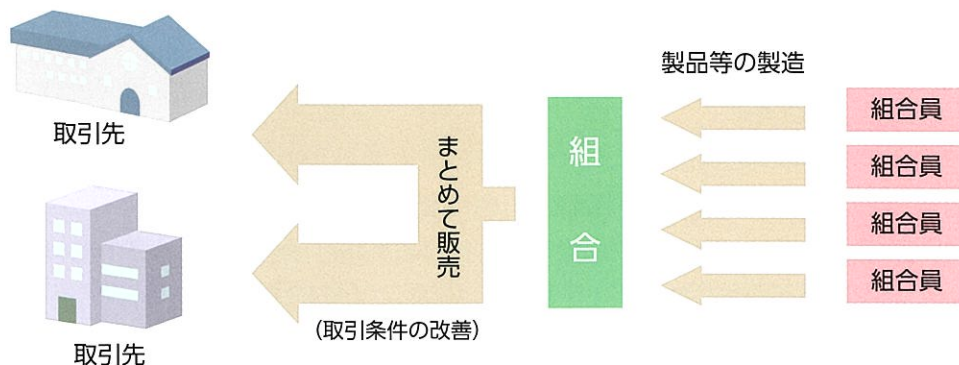 取引先
取引先
まとめて販売
(取引条件の改善)
組合
製品等の製造
組合員
組合員
組合員
組合員